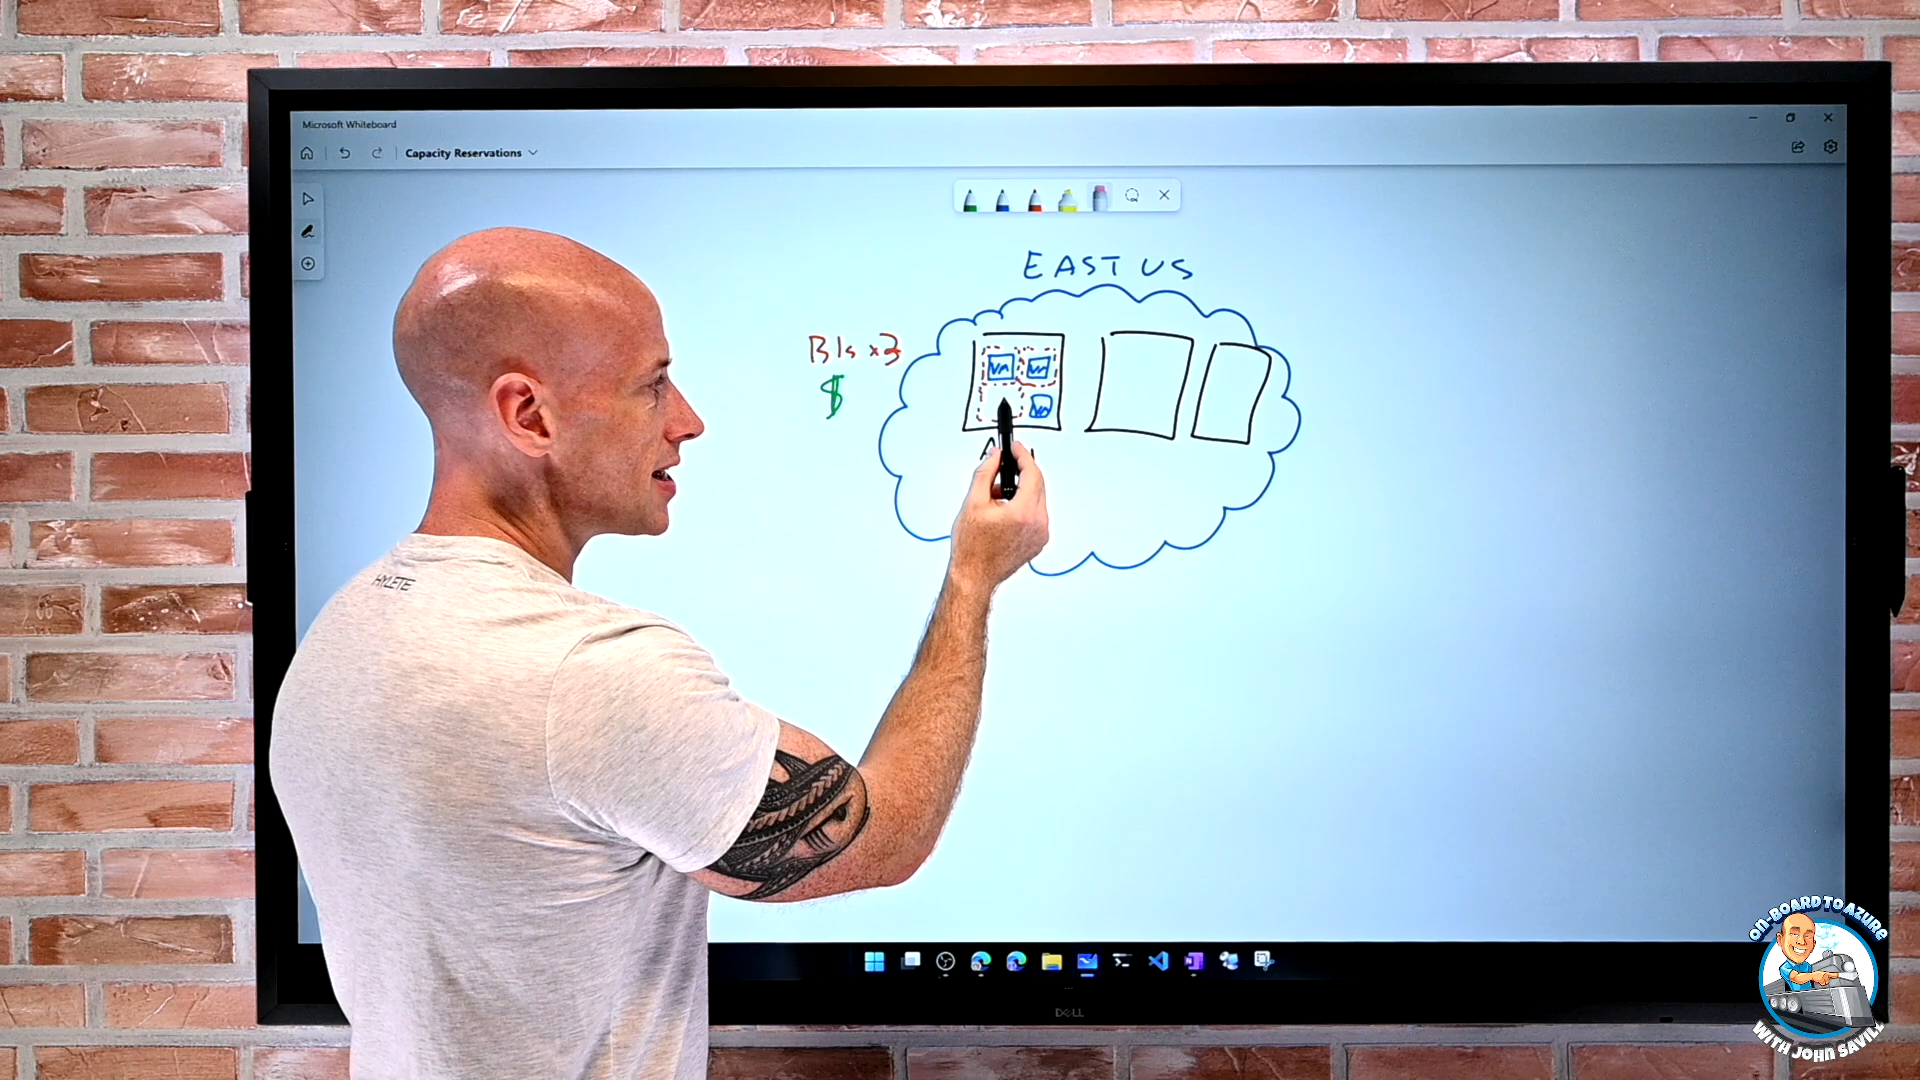 Microsoft Whiteboard
Capacity Reservations
EAST US
B1s x3
$
VM VM
VM
HYLETE
DELL
ON-BOARD TO AZURE
WITH JOHN SAVILL